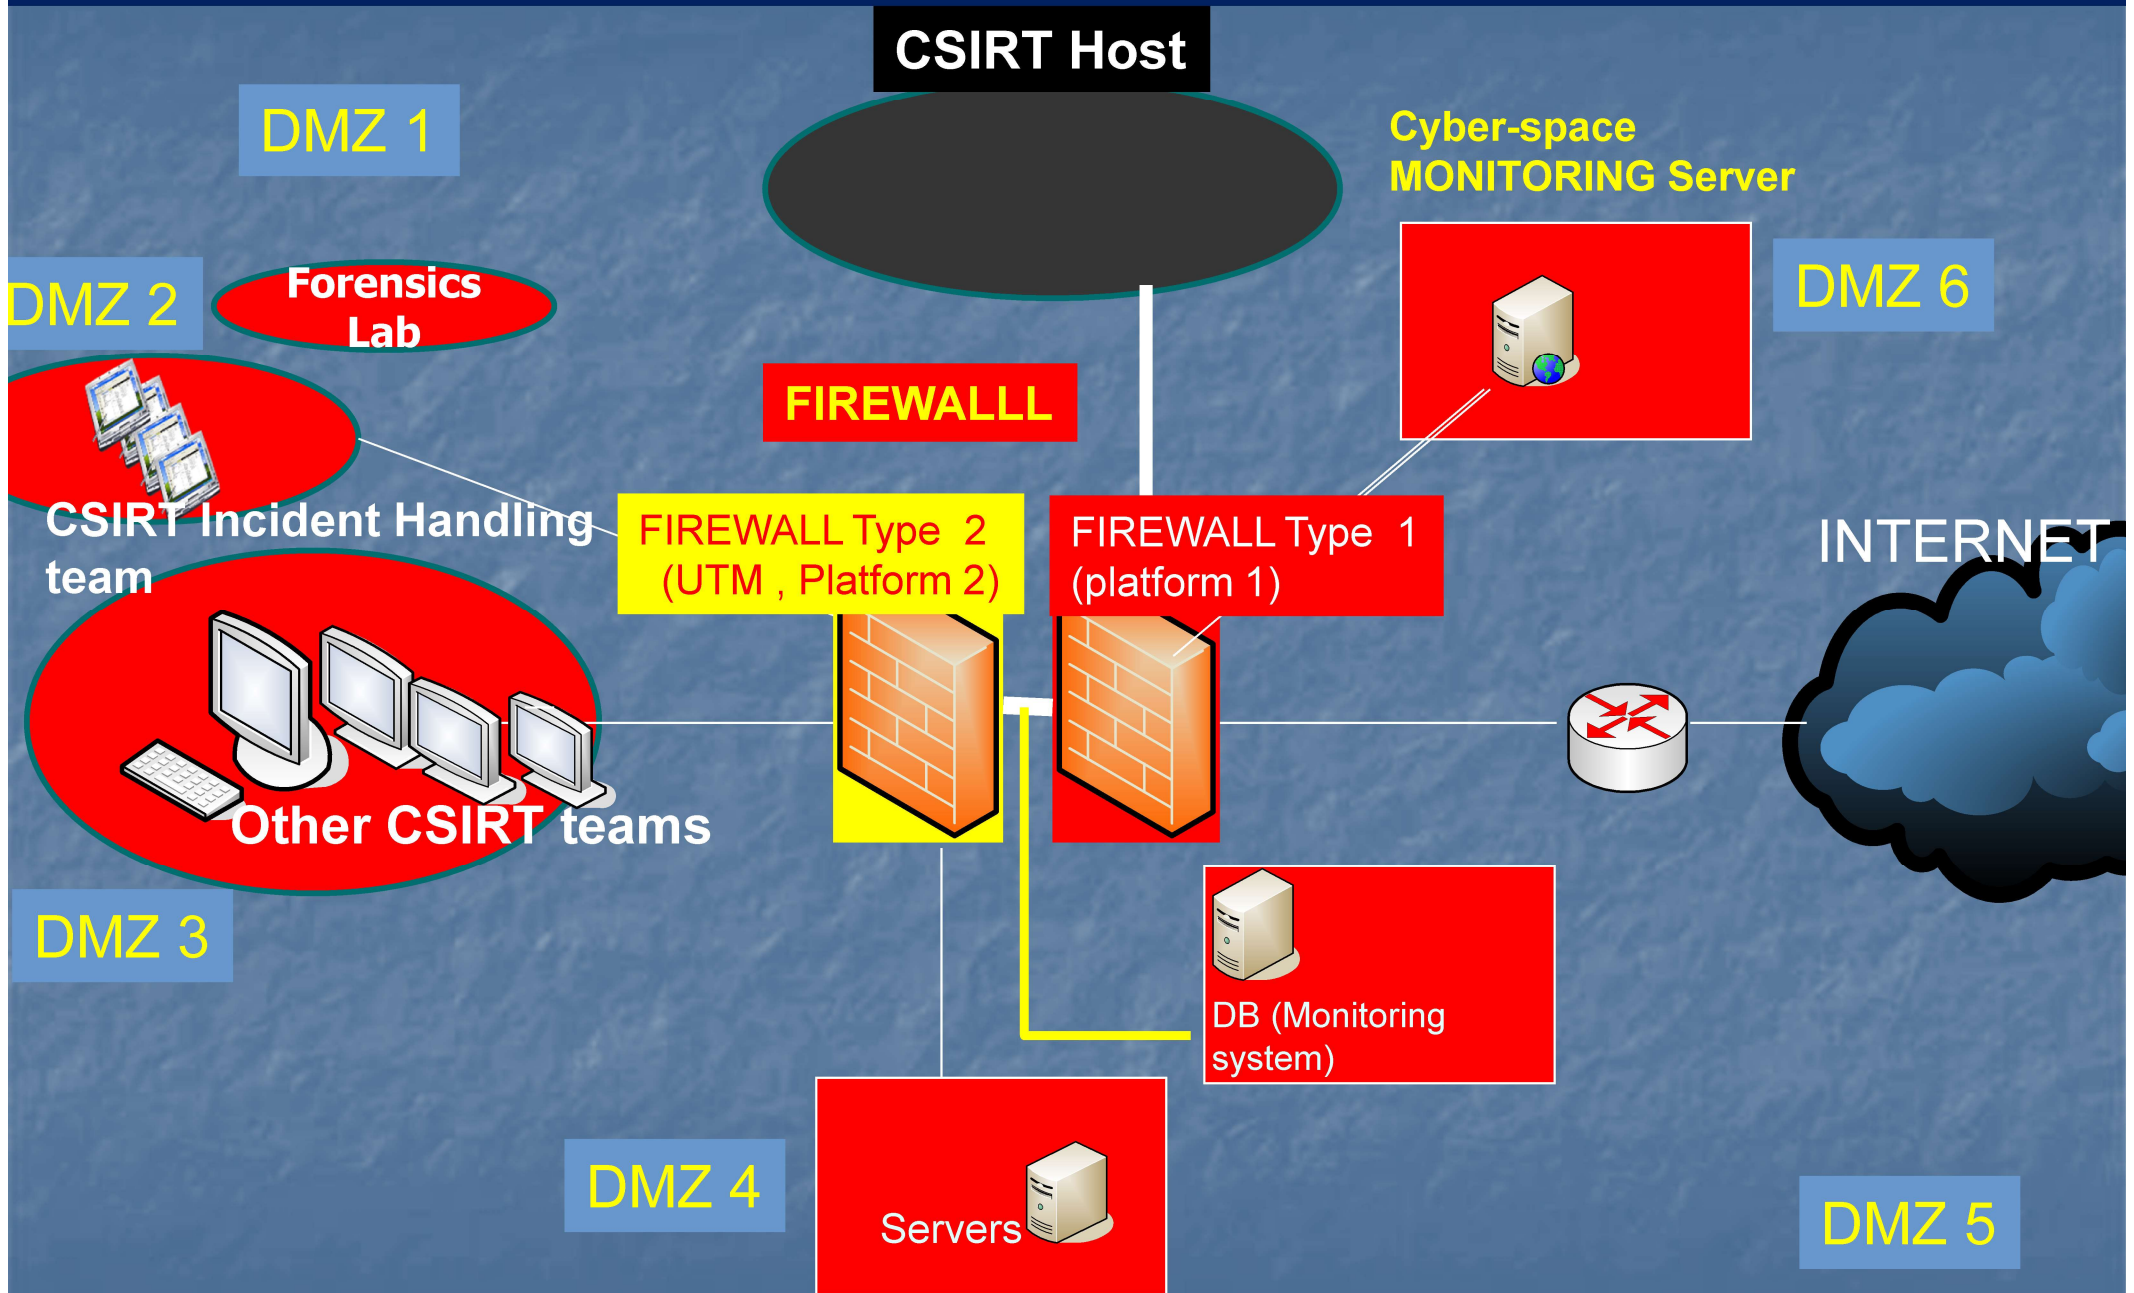 CSIRT Host
DMZ 1
Cyber-space
MONITORING Server
DMZ 2
Forensics
Lab
DMZ 6
FIREWALLL
CSIRT Incident Handling
team
FIREWALL Type  2
(UTM , Platform 2)
FIREWALL Type  1
(platform 1)
INTERNET
Other CSIRT teams
DMZ 3
DB (Monitoring
system)
DMZ 4
Servers
DMZ 5